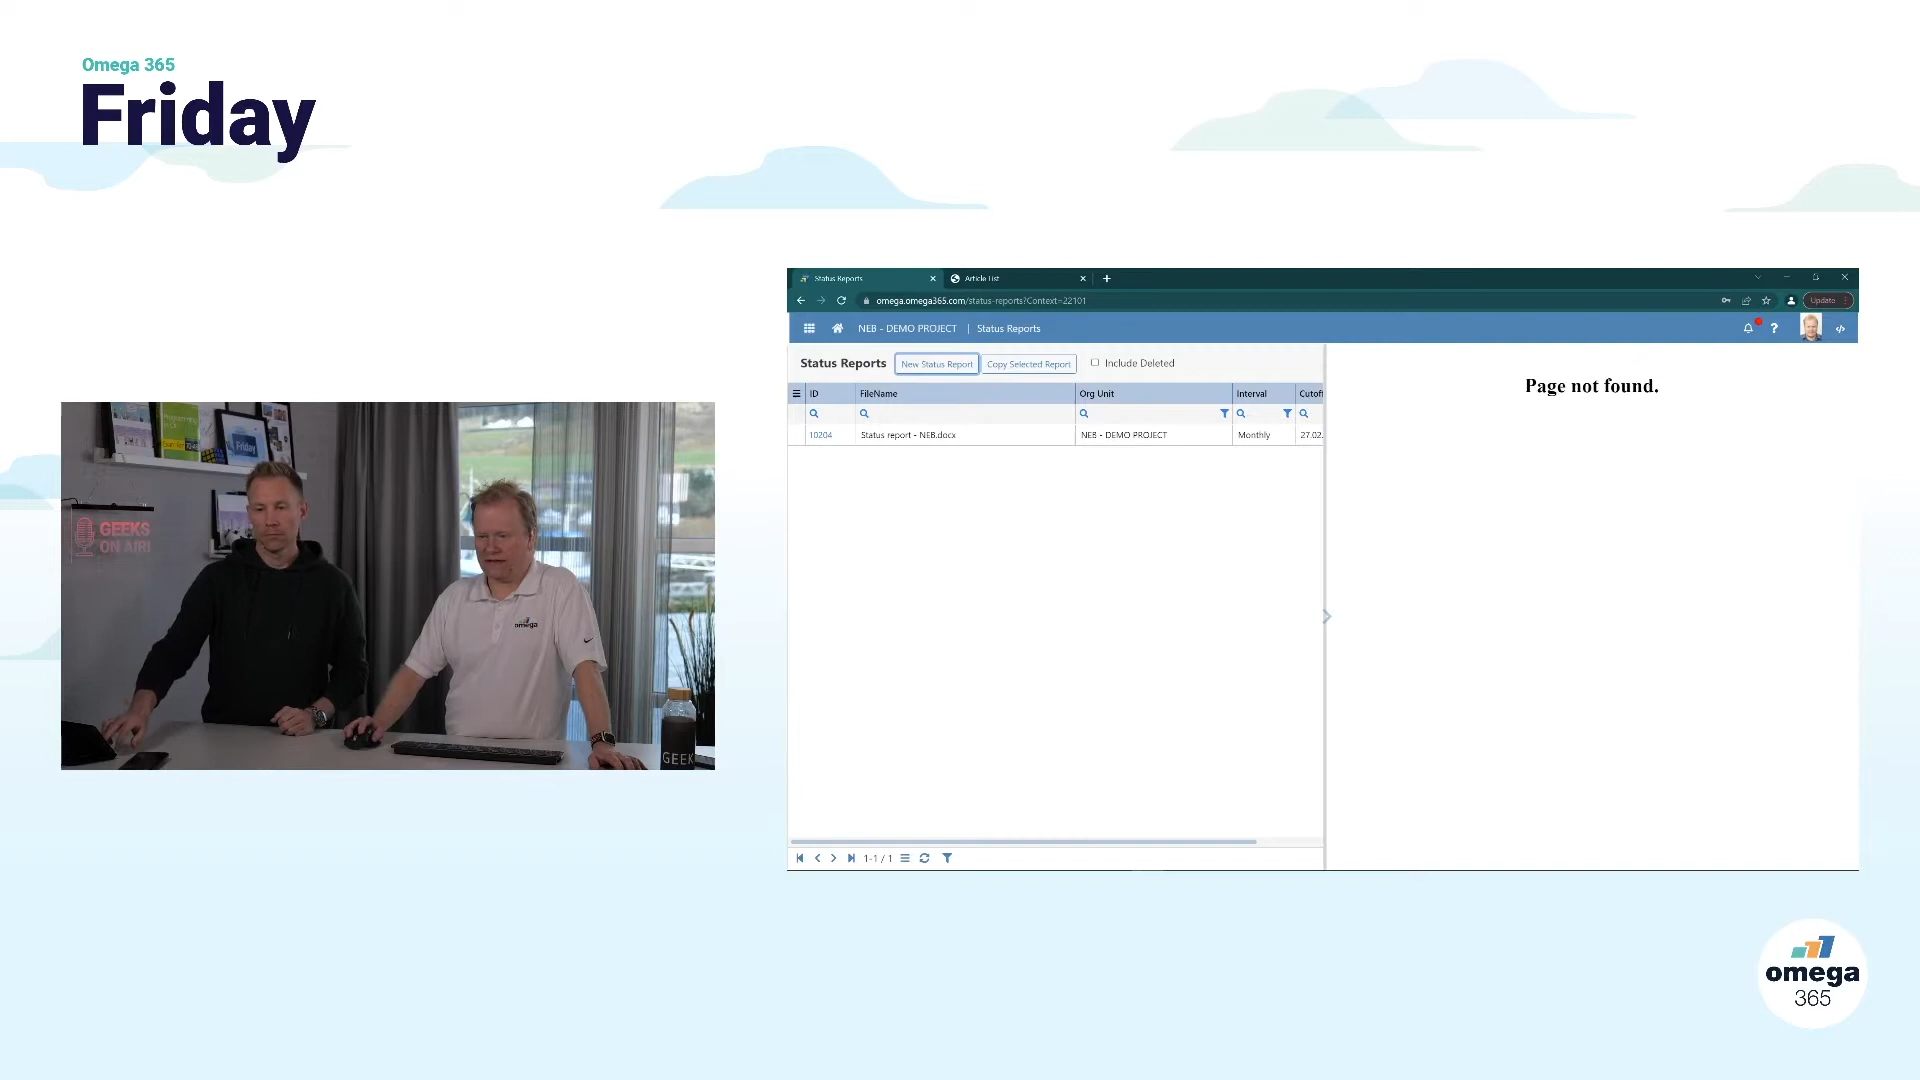 Omega 365
Friday
Status Reports
Article List
omega.omega365.com/status-reports?Context=22101
Update
NEB - DEMO PROJECT | Status Reports
Status Reports
New Status Report
Copy Selected Report
Include Deleted
Page not found.
ID
FileName
Org Unit
Interval
Cutoff
10204
Status report - NEB.docx
NEB - DEMO PROJECT
Monthly
27.02.
1-1 / 1
GEEKS
ON AIR!
Friday
omega
GEEK
omega
365